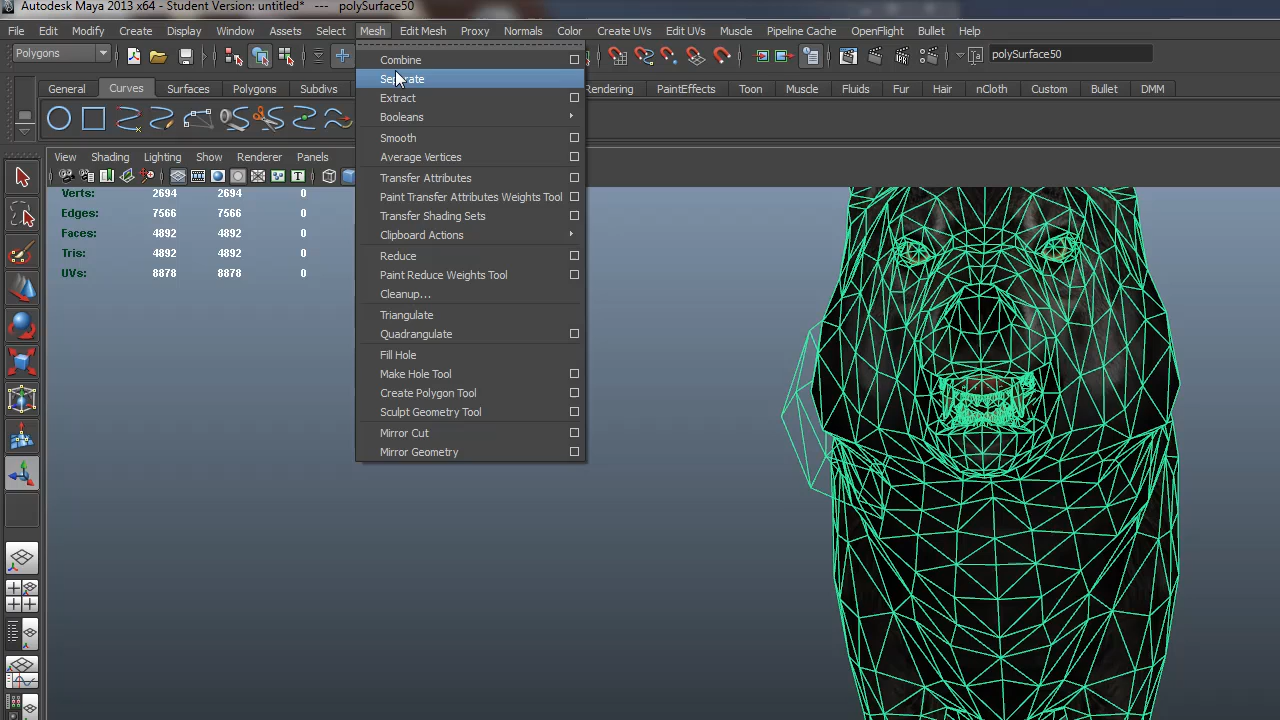 Autodesk Maya 2013 x64 - Student Version: untitled*   ---   polySurface50
File Edit Modify Create Display Window Assets Select Mesh Edit Mesh Proxy Normals Color Create UVs Edit UVs Muscle Pipeline Cache OpenFlight Bullet Help
Polygons polySurface50
General Curves Surfaces Polygons Subdivs Rendering PaintEffects Toon Muscle Fluids Fur Hair nCloth Custom Bullet DMM
View Shading Lighting Show Renderer Panels
Verts: 2694 2694 0
Edges: 7566 7566 0
Faces: 4892 4892 0
Tris: 4892 4892 0
UVs: 8878 8878 0
Combine
Separate
Extract
Booleans
Smooth
Average Vertices
Transfer Attributes
Paint Transfer Attributes Weights Tool
Transfer Shading Sets
Clipboard Actions
Reduce
Paint Reduce Weights Tool
Cleanup...
Triangulate
Quadrangulate
Fill Hole
Make Hole Tool
Create Polygon Tool
Sculpt Geometry Tool
Mirror Cut
Mirror Geometry